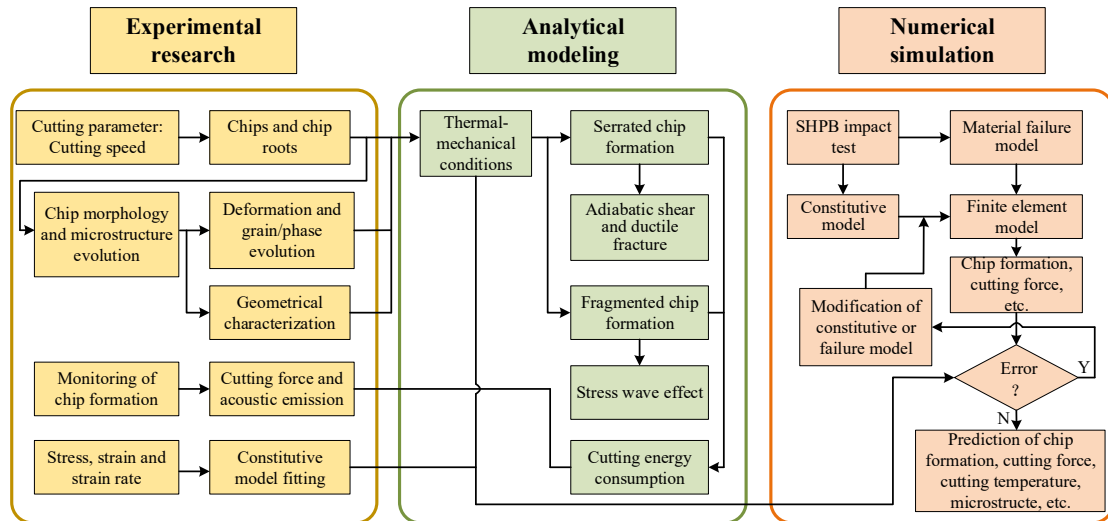 Experimental
research
Analytical
modeling
Numerical
simulation
Cutting parameter:
Cutting speed
Chips and chip
roots
Chip morphology
and microstructure
evolution
Deformation and
grain/phase
evolution
Geometrical
characterization
Monitoring of
chip formation
Cutting force and
acoustic emission
Stress, strain and
strain rate
Constitutive
model fitting
Thermal-
mechanical
conditions
Serrated chip
formation
Adiabatic shear
and ductile
fracture
Fragmented chip
formation
Stress wave effect
Cutting energy
consumption
SHPB impact
test
Material failure
model
Constitutive
model
Finite element
model
Chip formation,
cutting force,
etc.
Modification of
constitutive or
failure model
Error
?
Y
N
Prediction of chip
formation, cutting force,
cutting temperature,
microstructe, etc.